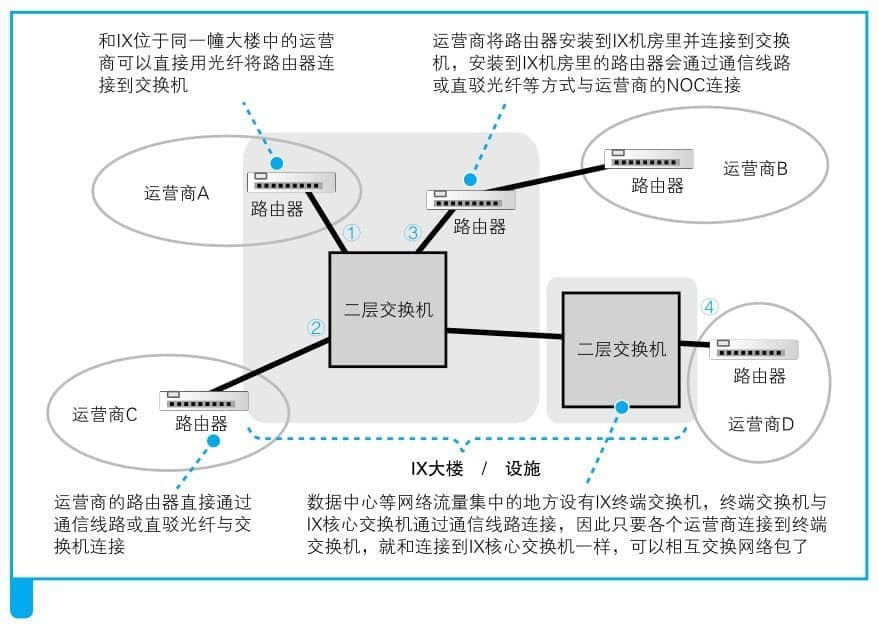 和IX位于同一幢大楼中的运营
商可以直接用光纤将路由器连
接到交换机
运营商将路由器安装到IX机房里并连接到交换
机，安装到IX机房里的路由器会通过通信线路
或直驳光纤等方式与运营商的NOC连接
运营商A
路由器
①
③
路由器
路由器
运营商B
二层交换机
②
二层交换机
④
路由器
运营商D
运营商C
路由器
IX大楼 / 设施
运营商的路由器直接通过
通信线路或直驳光纤与交
换机连接
数据中心等网络流量集中的地方设有IX终端交换机，终端交换机与
IX核心交换机通过通信线路连接，因此只要各个运营商连接到终端
交换机，就和连接到IX核心交换机一样，可以相互交换网络包了